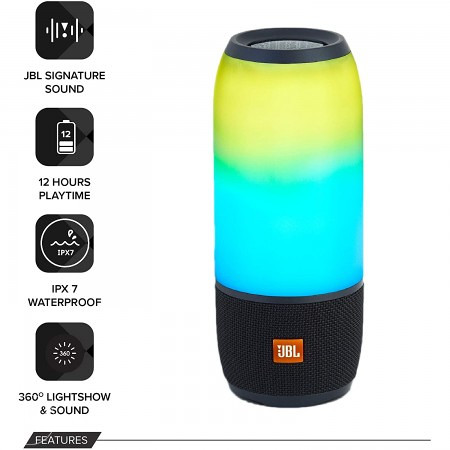 JBL SIGNATURE
SOUND
12
12 HOURS
PLAYTIME
IPX7
IPX 7
WATERPROOF
360
360° LIGHTSHOW
& SOUND
JBL
FEATURES